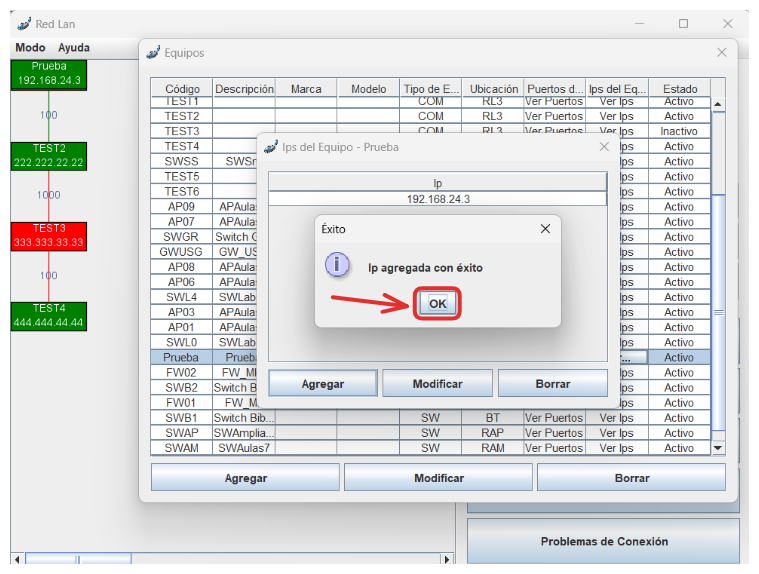 Red Lan
Modo Ayuda
Prueba
192.168.24.3
100
TEST2
222.222.22.22
1000
TEST3
333.333.33.33
100
TEST4
444.444.44.44
Equipos
Código Descripción Marca Modelo Tipo de E... Ubicación Puertos d... Ips del Eq... Estado
TEST1 COM RL3 Ver Puertos Ver Ips Activo
TEST2 COM RL3 Ver Puertos Ver Ips Activo
TEST3 COM RL3 Ver Puertos Ver Ips Inactivo
TEST4 Ips Activo
SWSS SWSr Ips Activo
TEST5 Ips Activo
TEST6 Ips Activo
AP09 APAula Ips Activo
AP07 APAula Ips Activo
SWGR Switch G Ips Activo
GWUSG GW_US Ips Activo
AP08 APAula Ips Activo
AP06 APAula Ips Activo
SWL4 SWLab Ips Activo
AP03 APAula Ips Activo
AP01 APAula Ips Activo
SWL0 SWLab Ips Activo
Prueba Prueb ... Activo
FW02 FW_M Ips Activo
SWB2 Switch B Ips Activo
FW01 FW_M Ips Activo
SWB1 Switch Bib... SW BT Ver Puertos Ver Ips Activo
SWAP SWAmplia... SW RAP Ver Puertos Ver Ips Activo
SWAM SWAulas7 SW RAM Ver Puertos Ver Ips Activo
Agregar Modificar Borrar
Ips del Equipo - Prueba
Ip
192.168.24.3
Agregar Modificar Borrar
Éxito
Ip agregada con éxito
OK
Problemas de Conexión